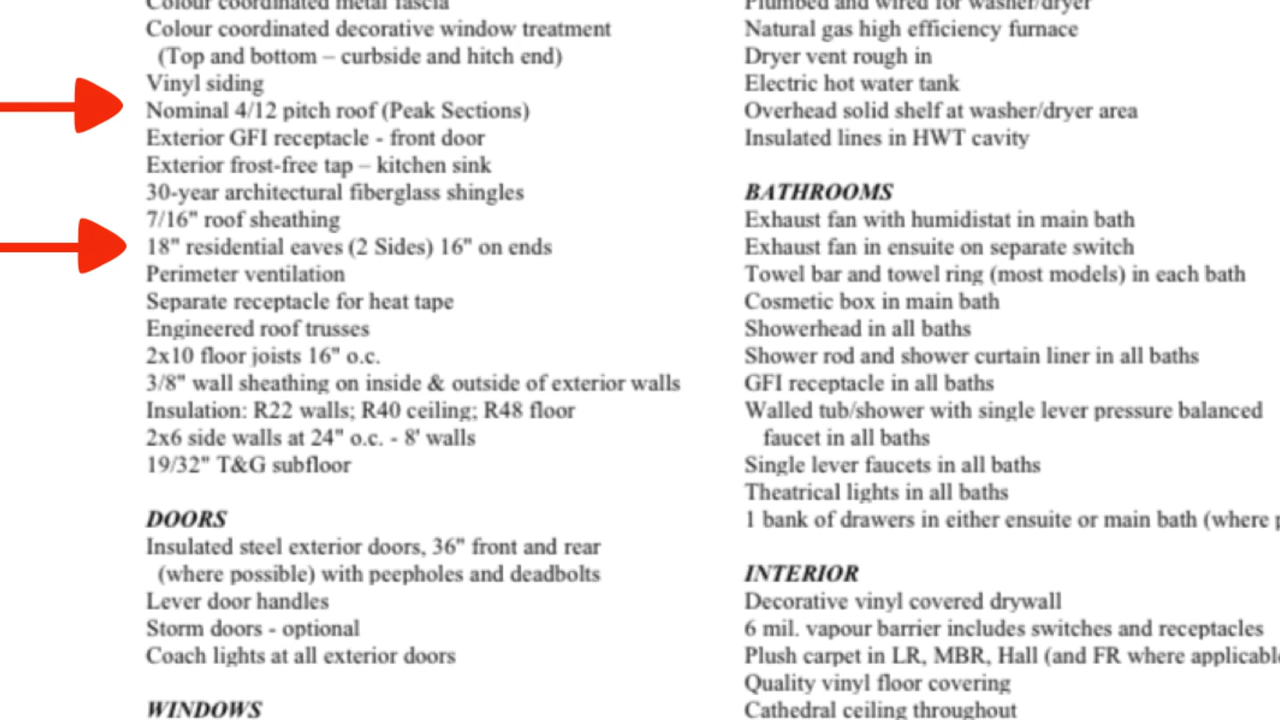 Colour coordinated metal fascia
Colour coordinated decorative window treatment
(Top and bottom – curbside and hitch end)
Vinyl siding
Nominal 4/12 pitch roof (Peak Sections)
Exterior GFI receptacle - front door
Exterior frost-free tap – kitchen sink
30-year architectural fiberglass shingles
7/16" roof sheathing
18" residential eaves (2 Sides) 16" on ends
Perimeter ventilation
Separate receptacle for heat tape
Engineered roof trusses
2x10 floor joists 16" o.c.
3/8" wall sheathing on inside & outside of exterior walls
Insulation: R22 walls; R40 ceiling; R48 floor
2x6 side walls at 24" o.c. - 8' walls
19/32" T&G subfloor
DOORS
Insulated steel exterior doors, 36" front and rear
(where possible) with peepholes and deadbolts
Lever door handles
Storm doors - optional
Coach lights at all exterior doors
WINDOWS
Plumbed and wired for washer/dryer
Natural gas high efficiency furnace
Dryer vent rough in
Electric hot water tank
Overhead solid shelf at washer/dryer area
Insulated lines in HWT cavity
BATHROOMS
Exhaust fan with humidistat in main bath
Exhaust fan in ensuite on separate switch
Towel bar and towel ring (most models) in each bath
Cosmetic box in main bath
Showerhead in all baths
Shower rod and shower curtain liner in all baths
GFI receptacle in all baths
Walled tub/shower with single lever pressure balanced
faucet in all baths
Single lever faucets in all baths
Theatrical lights in all baths
1 bank of drawers in either ensuite or main bath (where
INTERIOR
Decorative vinyl covered drywall
6 mil. vapour barrier includes switches and receptacles
Plush carpet in LR, MBR, Hall (and FR where applicabl
Quality vinyl floor covering
Cathedral ceiling throughout